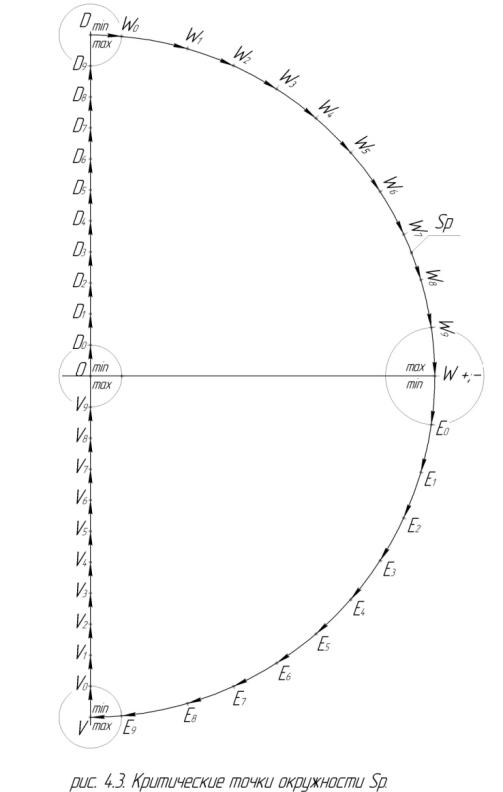 D min W₀
max
W₁
D₉ W₂
W₃
D₈
W₄
D₇
W₅
D₆
W₆
D₅
D₄ W₇ Sp
D₃
W₈
D₂
D₁ W₉
D₀
min max
O W +;-
max min
V₉
E₀
V₈
V₇ E₁
V₆
E₂
V₅
V₄ E₃
V₃
E₄
V₂
E₅
V₁
E₆
V₀
E₇
min E₈
V max E₉
рис. 4.3. Критические точки окружности Sp.